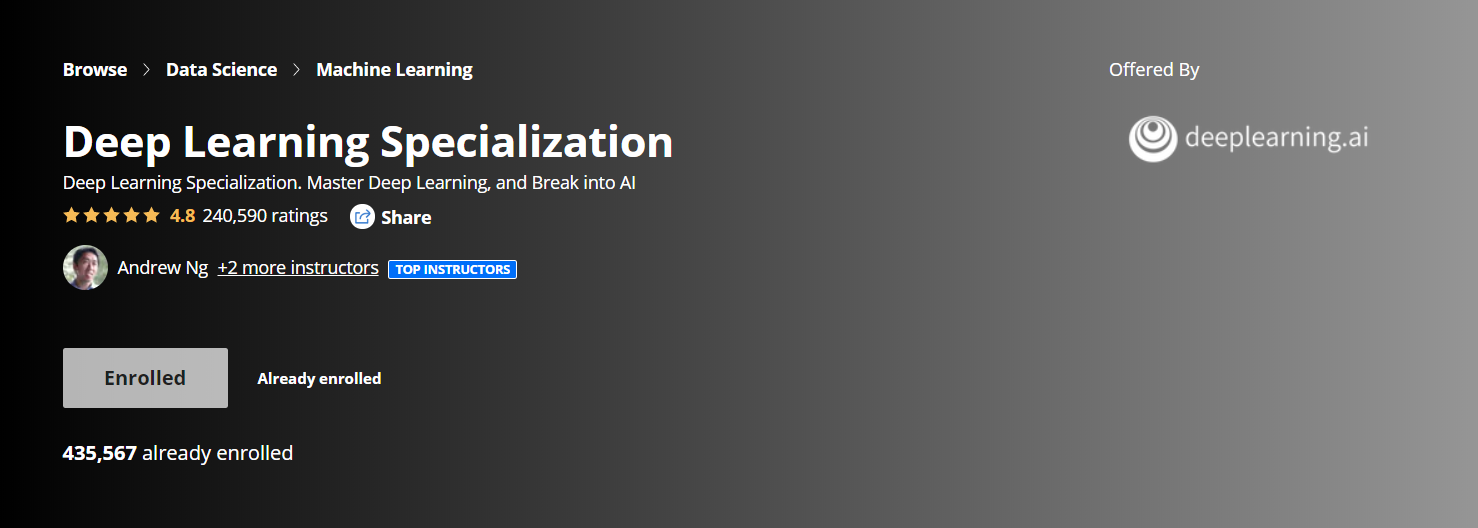 Browse > Data Science > Machine Learning
Offered By
deeplearning.ai
Deep Learning Specialization
Deep Learning Specialization. Master Deep Learning, and Break into AI
4.8 240,590 ratings Share
Andrew Ng +2 more instructors TOP INSTRUCTORS
Enrolled Already enrolled
435,567 already enrolled